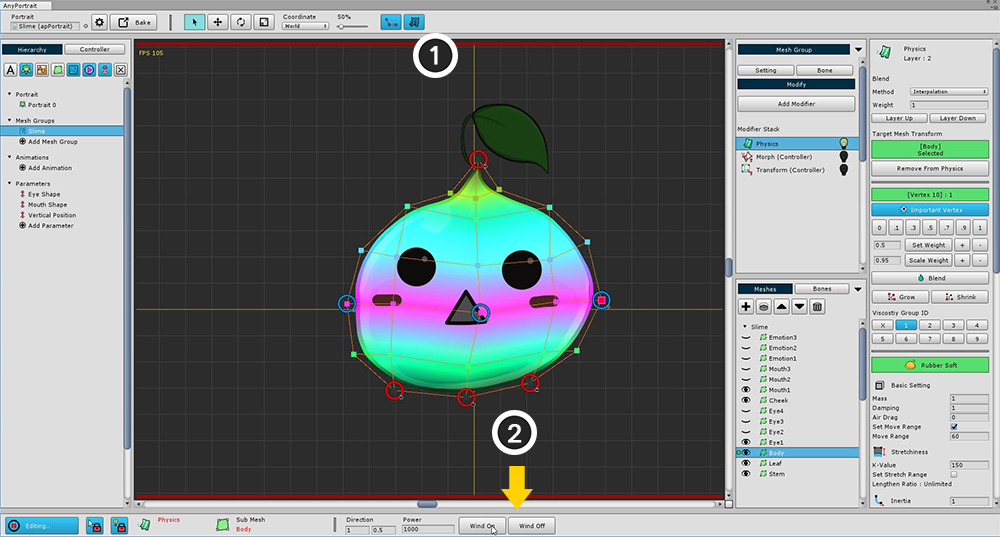 AnyPortrait
Portrait
Slime (apPortrait)
Bake
Coordinate
World
50%
FPS 105
1
2
Hierarchy
Controller
A
Portrait
Portrait 0
Mesh Groups
Slime
Add Mesh Group
Animations
Add Animation
Parameters
Eye Shape
Mouth Shape
Vertical Position
Add Parameter
Mesh Group
Setting
Bone
Modify
Add Modifier
Modifier Stack
Physics
Morph (Controller)
Transform (Controller)
Meshes
Bones
Slime
Emotion3
Emotion2
Emotion1
Mouth3
Mouth2
Mouth1
Cheek
Eye4
Eye3
Eye2
Eye1
Body
Leaf
Stem
Physics
Layer : 2
Blend
Method
Interpolation
Weight
1
Layer Up
Layer Down
Target Mesh Transform
[Body]
Selected
Remove From Physics
[Vertex 10] : 1
Important Vertex
0 .1 .3 .5 .7 .9 1
0.5 Set Weight + -
0.95 Scale Weight + -
Blend
Grow
Shrink
Viscostiy Group ID
X 1 2 3 4
5 6 7 8 9
Rubber Soft
Basic Setting
Mass 1
Damping 1
Air Drag 0
Set Move Range
Move Range 60
Stretchiness
K-Value 150
Set Stretch Range
Lengthen Ratio : Unlimited
Inertia 1
Editing..
Physics
Sub Mesh
Body
Direction
1 0.5
Power
1000
Wind On
Wind Off